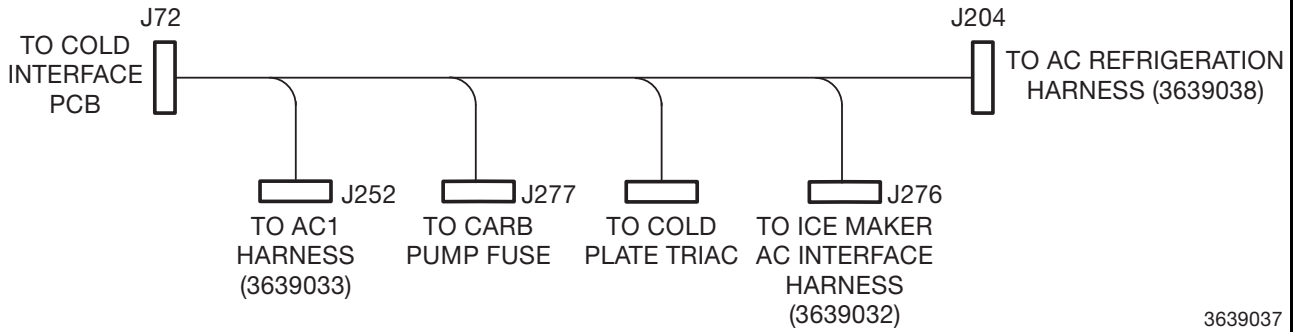 J72
J204
TO COLD
INTERFACE
PCB
TO AC REFRIGERATION
HARNESS (3639038)
J252
TO AC1
HARNESS
(3639033)
J277
TO CARB
PUMP FUSE
TO COLD
PLATE TRIAC
J276
TO ICE MAKER
AC INTERFACE
HARNESS
(3639032)
3639037